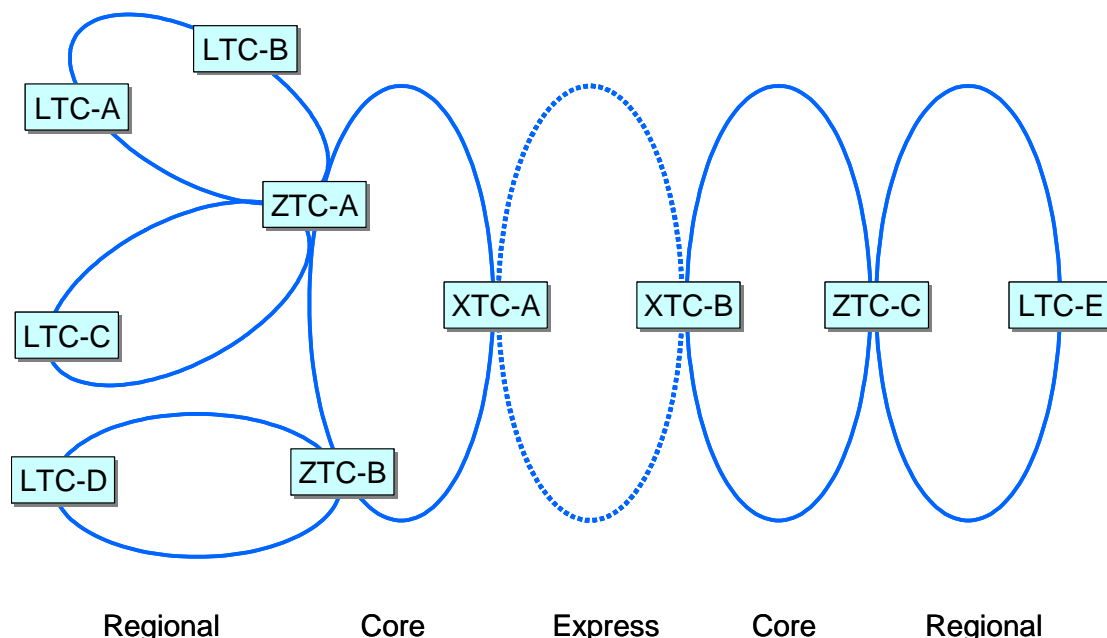 LTC-B
LTC-A
ZTC-A
XTC-A
XTC-B
ZTC-C
LTC-E
LTC-C
LTC-D
ZTC-B
Regional Core Express Core Regional